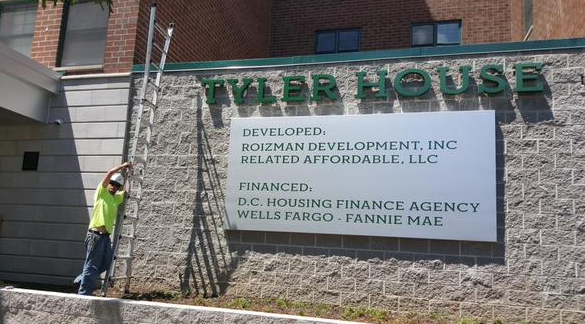 TYLER HOUSE
DEVELOPED:
ROIZMAN DEVELOPMENT, INC
RELATED AFFORDABLE, LLC
FINANCED:
D.C. HOUSING FINANCE AGENCY
WELLS FARGO - FANNIE MAE